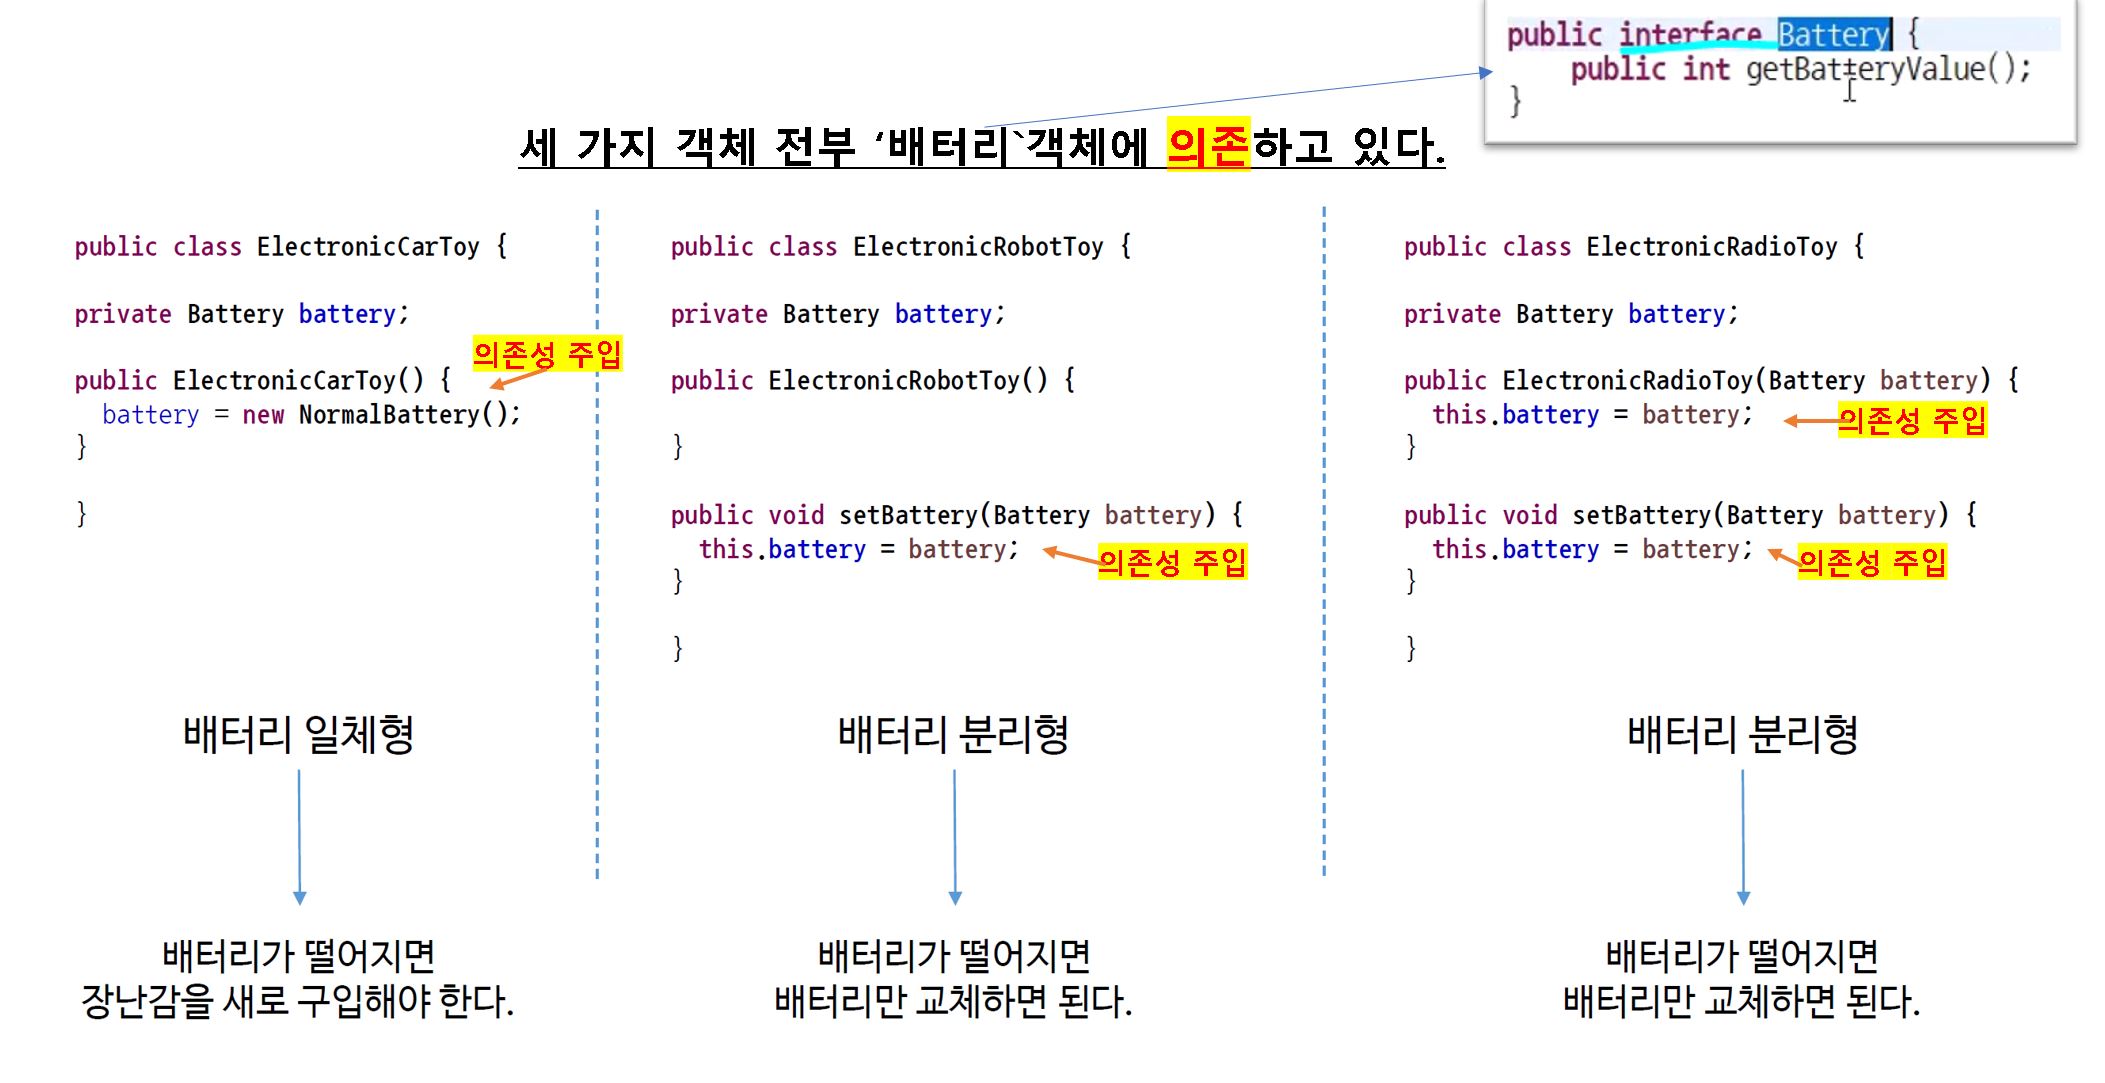 public interface Battery {
public int getBatteryValue();
}
세 가지 객체 전부 ‘배터리`객체에 의존하고 있다.
public class ElectronicCarToy {
private Battery battery;
의존성 주입
public ElectronicCarToy() {
battery = new NormalBattery();
}
}
배터리 일체형
배터리가 떨어지면
장난감을 새로 구입해야 한다.
public class ElectronicRobotToy {
private Battery battery;
public ElectronicRobotToy() {
}
public void setBattery(Battery battery) {
this.battery = battery;
의존성 주입
}
}
배터리 분리형
배터리가 떨어지면
배터리만 교체하면 된다.
public class ElectronicRadioToy {
private Battery battery;
public ElectronicRadioToy(Battery battery) {
this.battery = battery;
의존성 주입
}
public void setBattery(Battery battery) {
this.battery = battery;
의존성 주입
}
}
배터리 분리형
배터리가 떨어지면
배터리만 교체하면 된다.